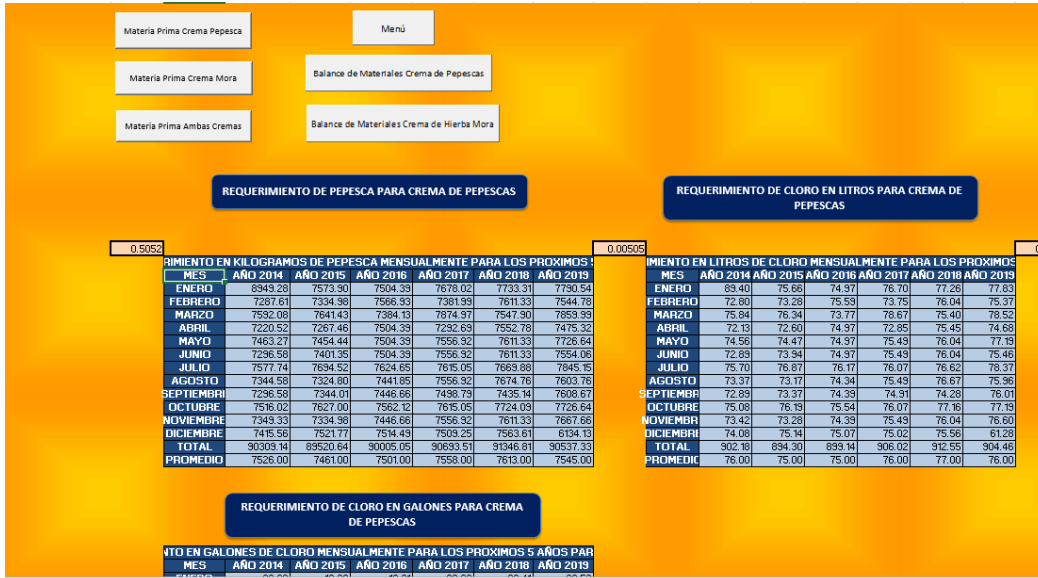 Materia Prima Crema Pepesca
Menú
Materia Prima Crema Mora
Balance de Materiales Crema de Pepescas
Materia Prima Ambas Cremas
Balance de Materiales Crema de Hierba Mora
REQUERIMIENTO DE PEPESCA PARA CREMA DE PEPESCAS
0.5052
RIMIENTO EN KILOGRAMOS DE PEPESCA MENSUALMENTE PARA LOS PROXIMOS 5
MES AÑO 2014 AÑO 2015 AÑO 2016 AÑO 2017 AÑO 2018 AÑO 2019
ENERO 8949.28 7573.90 7504.39 7678.02 7733.31 7790.54
FEBRERO 7287.61 7334.98 7566.93 7381.99 7611.33 7544.78
MARZO 7592.08 7641.43 7384.13 7874.97 7547.90 7859.99
ABRIL 7220.52 7267.46 7504.39 7292.69 7552.78 7475.32
MAYO 7463.27 7454.44 7504.39 7556.92 7611.33 7726.64
JUNIO 7296.58 7401.35 7504.39 7556.92 7611.33 7554.06
JULIO 7577.74 7694.52 7624.65 7615.05 7669.88 7845.15
AGOSTO 7344.58 7324.80 7441.85 7556.92 7674.76 7603.76
SEPTIEMBRI 7296.58 7344.01 7446.66 7498.79 7435.14 7608.67
OCTUBRE 7516.02 7627.00 7562.12 7615.05 7724.09 7726.64
NOVIEMBRE 7349.33 7334.98 7446.66 7556.92 7611.33 7667.66
DICIEMBRE 7415.56 7521.77 7514.49 7509.25 7563.61 6134.13
TOTAL 90309.14 89520.64 90005.05 90693.51 91346.81 90537.33
PROMEDIO 7526.00 7461.00 7501.00 7558.00 7613.00 7545.00
REQUERIMIENTO DE CLORO EN LITROS PARA CREMA DE
PEPESCAS
0.00505
IMIENTO EN LITROS DE CLORO MENSUALMENTE PARA LOS PROXIMOS
MES AÑO 2014 AÑO 2015 AÑO 2016 AÑO 2017 AÑO 2018 AÑO 2019
ENERO 89.40 75.66 74.97 76.70 77.26 77.83
FEBRERO 72.80 73.28 75.59 73.75 76.04 75.37
MARZO 75.84 76.34 73.77 78.67 75.40 78.52
ABRIL 72.13 72.60 74.97 72.85 75.45 74.68
MAYO 74.56 74.47 74.97 75.49 76.04 77.19
JUNIO 72.89 73.94 74.97 75.49 76.04 75.46
JULIO 75.70 76.87 76.17 76.07 76.62 78.37
AGOSTO 73.37 73.17 74.34 75.49 76.67 75.96
SEPTIEMBR 72.89 73.37 74.39 74.91 74.28 76.01
OCTUBRE 75.08 76.19 75.54 76.07 77.16 77.19
NOVIEMBR 73.42 73.28 74.39 75.49 76.04 76.60
DICIEMBRI 74.08 75.14 75.07 75.02 75.56 61.28
TOTAL 902.18 894.30 899.14 906.02 912.55 904.46
PROMEDIC 76.00 75.00 75.00 76.00 77.00 76.00
REQUERIMIENTO DE CLORO EN GALONES PARA CREMA
DE PEPESCAS
NTO EN GALONES DE CLORO MENSUALMENTE PARA LOS PROXIMOS 5 AÑOS PAR
MES AÑO 2014 AÑO 2015 AÑO 2016 AÑO 2017 AÑO 2018 AÑO 2019